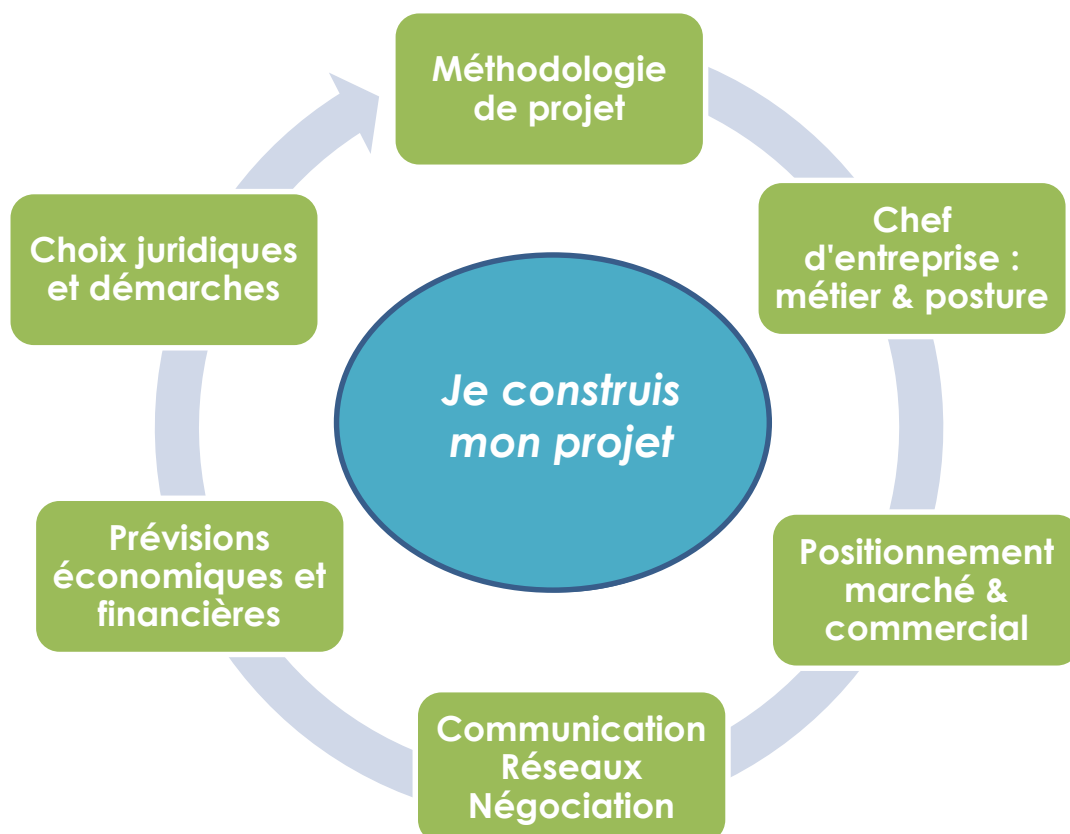 Méthodologie
de projet
Chef
d'entreprise :
métier & posture
Positionnement
marché &
commercial
Communication
Réseaux
Négociation
Prévisions
économiques et
financières
Choix juridiques
et démarches
Je construis
mon projet